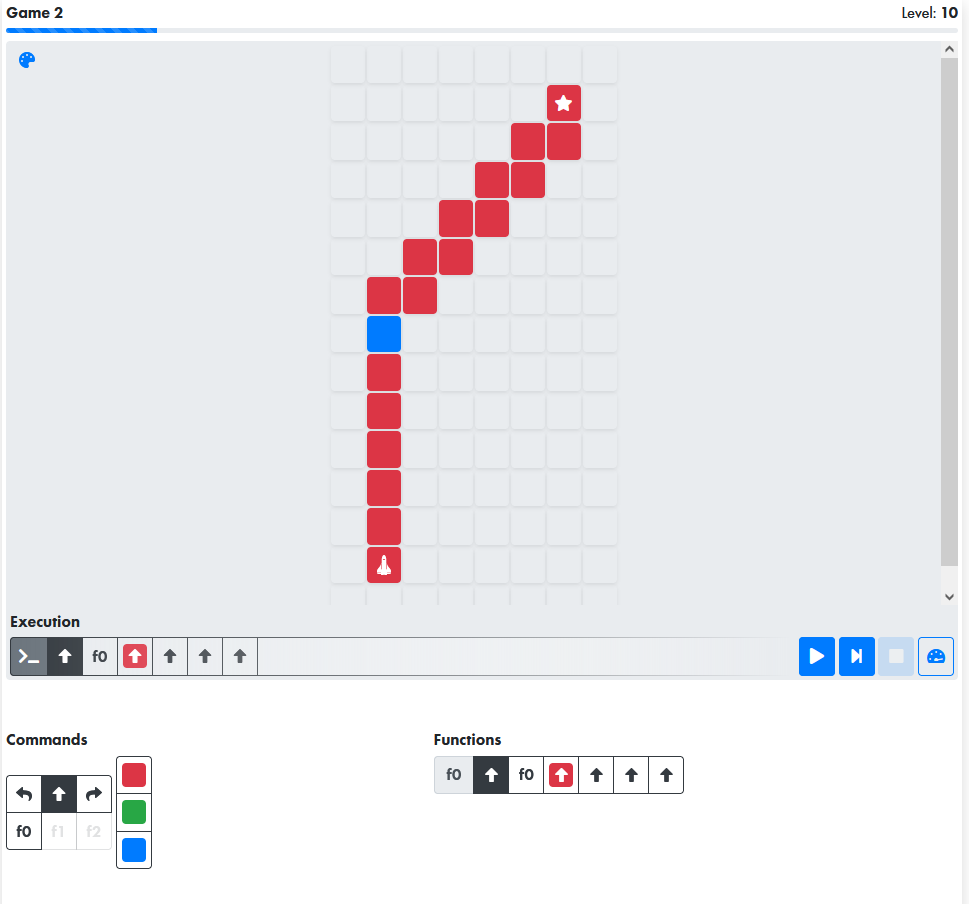 Game 2
Level: 10
Execution
>_ f0
Commands
f0 f1 f2
Functions
f0 f0